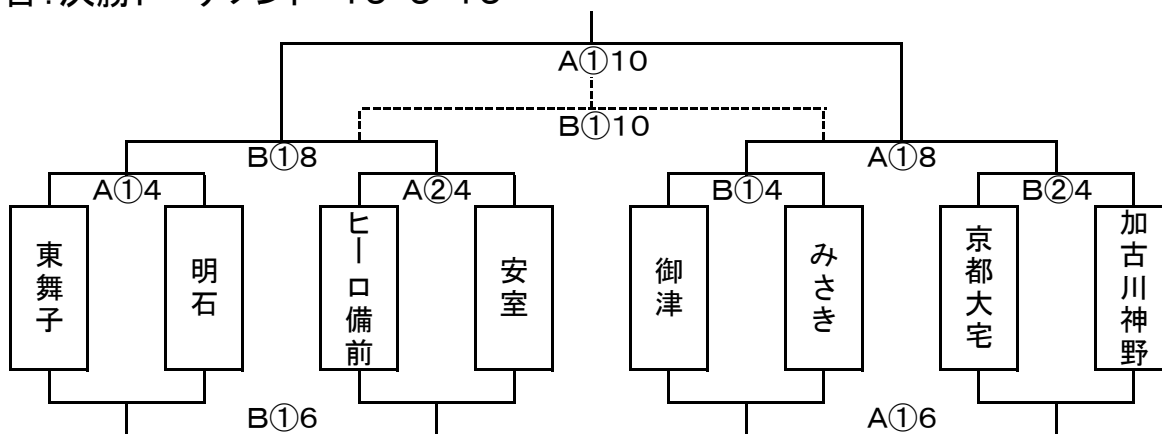 A①10
B①10
B①8
A①8
A①4
A②4
B①4
B②4
東舞子
明石
ヒーロ備前
安室
御津
みさき
京都大宅
加古川神野
B①6
A①6